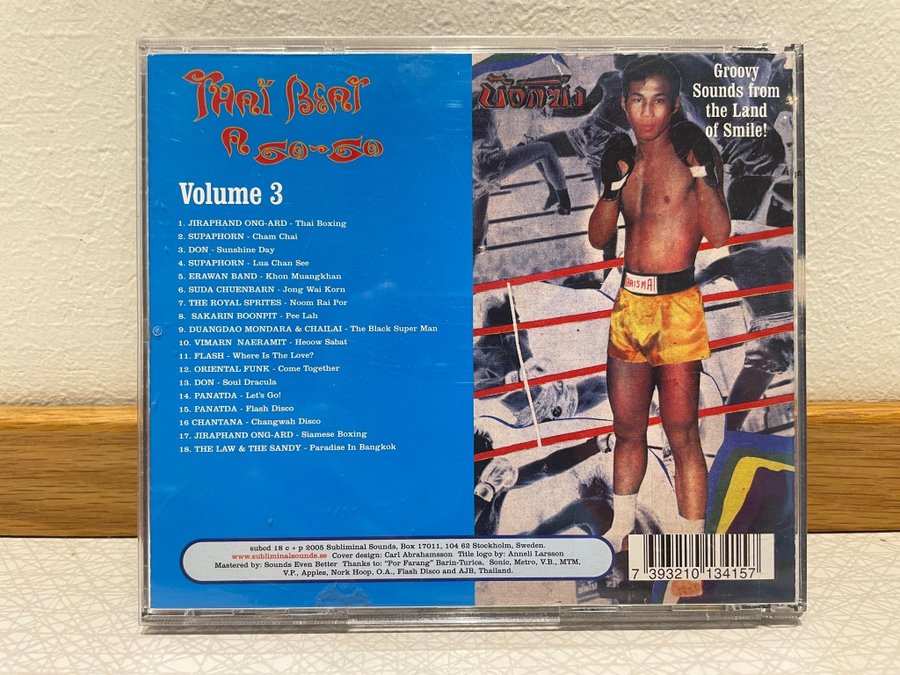 THAI BEAT
A GO-GO
Volume 3
1. JIRAPHAND ONG-ARD - Thai Boxing
2. SUPAPHORN - Cham Chai
3. DON - Sunshine Day
4. SUPAPHORN - Lua Chan See
5. ERAWAN BAND - Khon Muangkhan
6. SUDA CHUENBARN - Jong Wai Korn
7. THE ROYAL SPRITES - Noom Rai Por
8. SAKARIN BOONPIT - Pee Lah
9. DUANGDAO MONDARA & CHAILAI - The Black Super Man
10. VIMARN NAERAMIT - Heoow Sabat
11. FLASH - Where Is The Love?
12. ORIENTAL FUNK - Come Together
13. DON - Soul Dracula
14. PANATDA - Let's Go!
15. PANATDA - Flash Disco
16 CHANTANA - Changwah Disco
17. JIRAPHAND ONG-ARD - Siamese Boxing
18. THE LAW & THE SANDY - Paradise In Bangkok
subcd 18 c + p 2005 Subliminal Sounds, Box 17011, 104 62 Stockholm, Sweden.
www.subliminalsounds.se Cover design: Carl Abrahamsson Title logo by: Anneli Larsson
Mastered by: Sounds Even Better Thanks to: "Por Farang" Barin-Turica, Sonic, Metro, V.B., MTM,
V.P., Apples, Nork Hoop, O.A., Flash Disco and AJB, Thailand.
Groovy
Sounds from
the Land
of Smile!
7 393210 134157